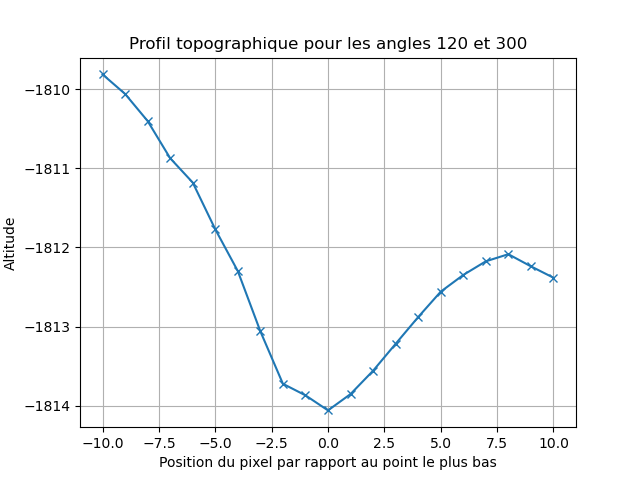 Profil topographique pour les angles 120 et 300
Altitude
−1810
−1811
−1812
−1813
−1814
−10.0 −7.5 −5.0 −2.5 0.0 2.5 5.0 7.5 10.0
Position du pixel par rapport au point le plus bas